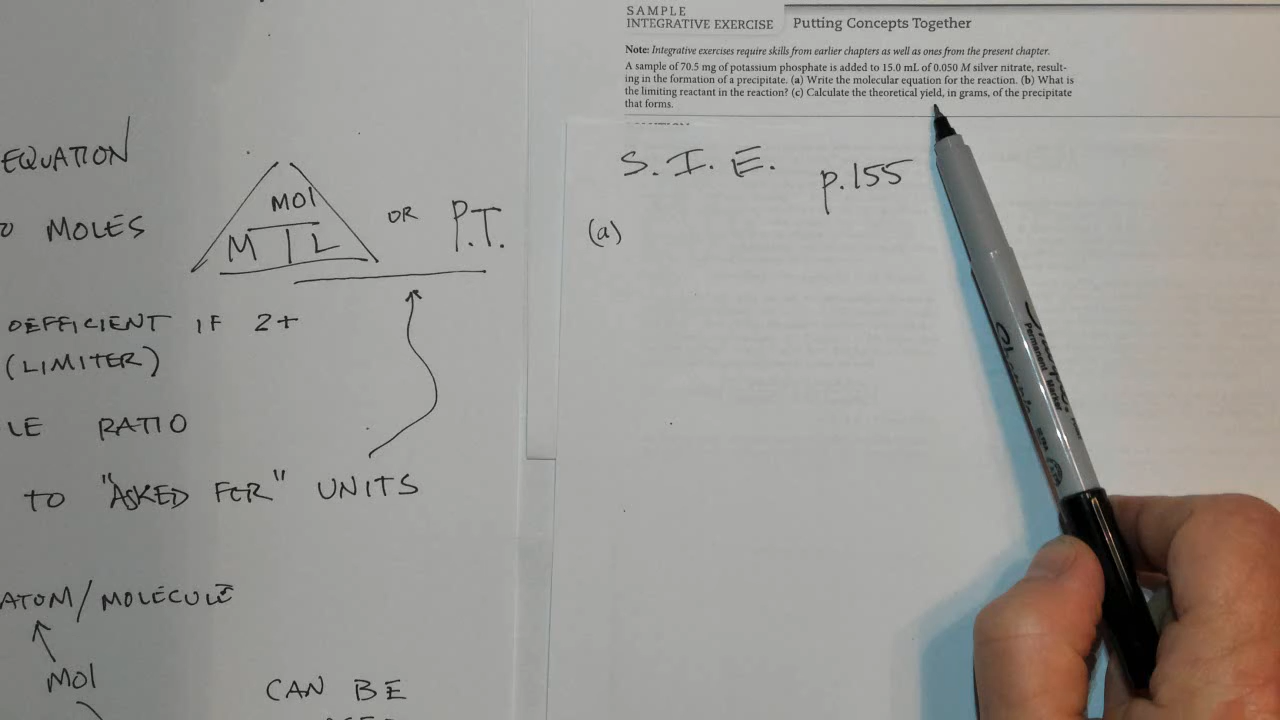 SAMPLE
INTEGRATIVE EXERCISE
Putting Concepts Together
Note: Integrative exercises require skills from earlier chapters as well as ones from the present chapter.
A sample of 70.5 mg of potassium phosphate is added to 15.0 mL of 0.050 M silver nitrate, result-
ing in the formation of a precipitate. (a) Write the molecular equation for the reaction. (b) What is
the limiting reactant in the reaction? (c) Calculate the theoretical yield, in grams, of the precipitate
that forms.
S. I. E. p.155
(a)
EQUATION
O MOLES
MOl
M | L
OR P.T.
OEFFICIENT IF 2+
(LIMITER)
LE RATIO
TO "ASKED FOR" UNITS
ATOM/MOLECULE
MOl
CAN BE